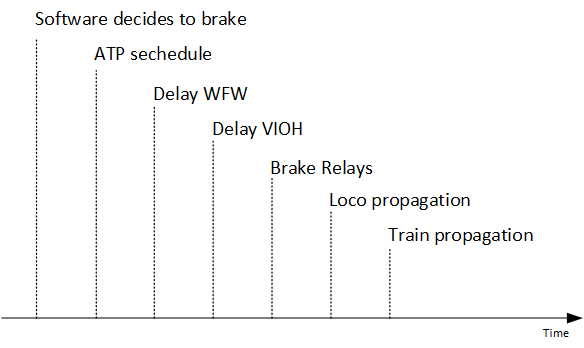 Software decides to brake
ATP sechedule
Delay WFW
Delay VIOH
Brake Relays
Loco propagation
Train propagation
Time